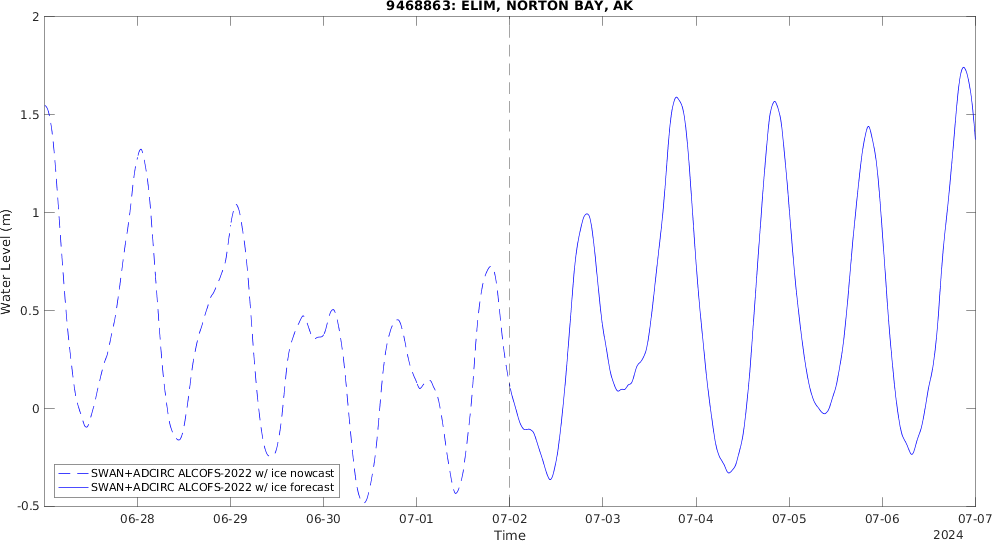 9468863: ELIM, NORTON BAY, AK
2
1.5
1
0.5
0
-0.5
Water Level (m)
SWAN+ADCIRC ALCOFS-2022 w/ ice nowcast
SWAN+ADCIRC ALCOFS-2022 w/ ice forecast
06-28 06-29 06-30 07-01 07-02 07-03 07-04 07-05 07-06 07-07
Time
2024